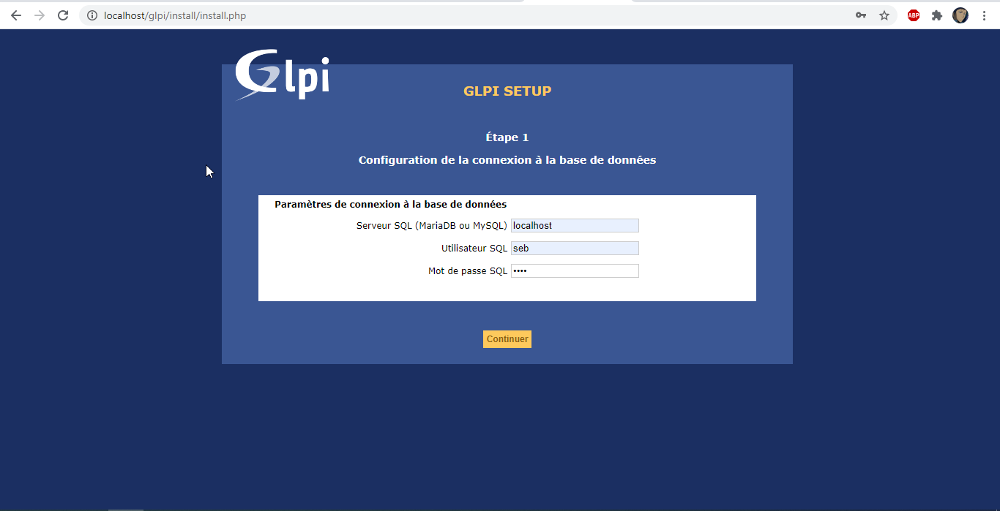 localhost/glpi/install/install.php
ABP
Glpi
GLPI SETUP
Étape 1
Configuration de la connexion à la base de données
Paramètres de connexion à la base de données
Serveur SQL (MariaDB ou MySQL) localhost
Utilisateur SQL seb
Mot de passe SQL ••••
Continuer